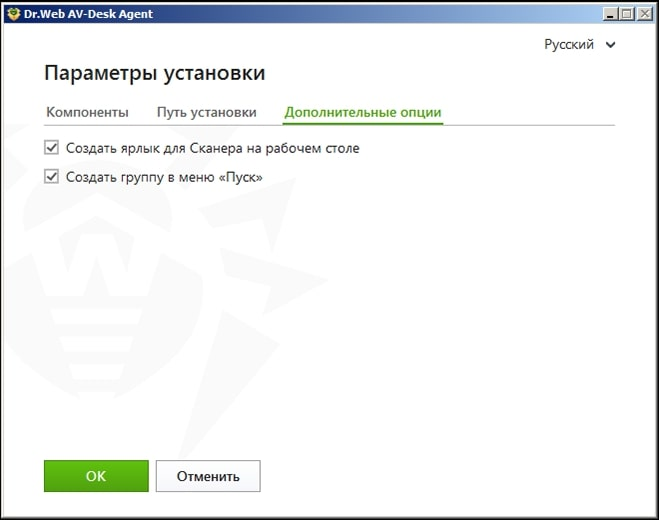 Dr.Web AV-Desk Agent
Русский
Параметры установки
Компоненты Путь установки Дополнительные опции
Создать ярлык для Сканера на рабочем столе
Создать группу в меню «Пуск»
OK Отменить